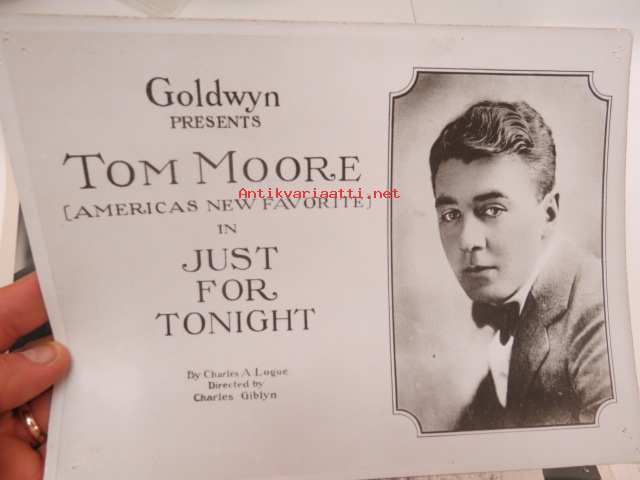 Goldwyn
PRESENTS
TOM MOORE
Antikvariaatti.net
[AMERICAS NEW FAVORITE]
IN
JUST
FOR
TONIGHT
By Charles A. Logue
Directed by
Charles Giblyn